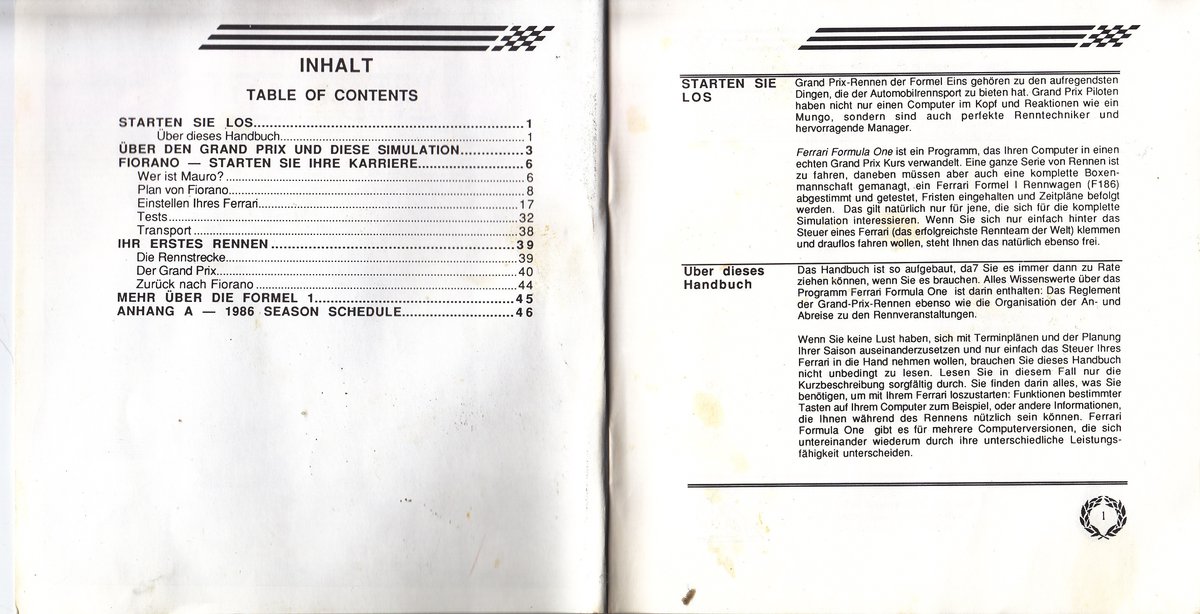 INHALT
TABLE OF CONTENTS
STARTEN SIE LOS................................................................1
Über dieses Handbuch................................................................1
ÜBER DEN GRAND PRIX UND DIESE SIMULATION................3
FIORANO — STARTEN SIE IHRE KARRIERE........................6
Wer ist Mauro?................................................................6
Plan von Fiorano................................................................8
Einstellen Ihres Ferrari................................................................17
Tests................................................................32
Transport................................................................38
IHR ERSTES RENNEN................................................39
Die Rennstrecke................................................................39
Der Grand Prix................................................................40
Zurück nach Fiorano................................................................44
MEHR ÜBER DIE FORMEL 1................................................45
ANHANG A — 1986 SEASON SCHEDULE........................46
STARTEN SIE
LOS
Grand Prix-Rennen der Formel Eins gehören zu den aufregendsten
Dingen, die der Automobilrennsport zu bieten hat. Grand Prix Piloten
haben nicht nur einen Computer im Kopf und Reaktionen wie ein
Mungo, sondern sind auch perfekte Renntechniker und
hervorragende Manager.
Ferrari Formula One ist ein Programm, das Ihren Computer in einen
echten Grand Prix Kurs verwandelt. Eine ganze Serie von Rennen ist
zu fahren, daneben müssen aber auch eine komplette Boxen-
mannschaft gemanagt, ein Ferrari Formel I Rennwagen (F186)
abgestimmt und getestet, Fristen eingehalten und Zeitpläne befolgt
werden. Das gilt natürlich nur für jene, die sich für die komplette
Simulation interessieren. Wenn Sie sich nur einfach hinter das
Steuer eines Ferrari (das erfolgreichste Rennteam der Welt) klemmen
und drauflos fahren wollen, steht Ihnen das natürlich ebenso frei.
Über dieses
Handbuch
Das Handbuch ist so aufgebaut, da7 Sie es immer dann zu Rate
ziehen können, wenn Sie es brauchen. Alles Wissenswerte über das
Programm Ferrari Formula One ist darin enthalten: Das Reglement
der Grand-Prix-Rennen ebenso wie die Organisation der An- und
Abreise zu den Rennveranstaltungen.
Wenn Sie keine Lust haben, sich mit Terminplänen und der Planung
Ihrer Saison auseinanderzusetzen und nur einfach das Steuer Ihres
Ferrari in die Hand nehmen wollen, brauchen Sie dieses Handbuch
nicht unbedingt zu lesen. Lesen Sie in diesem Fall nur die
Kurzbeschreibung sorgfältig durch. Sie finden darin alles, was Sie
benötigen, um mit Ihrem Ferrari loszustarten: Funktionen bestimmter
Tasten auf Ihrem Computer zum Beispiel, oder andere Informationen,
die Ihnen während des Rennens nützlich sein können. Ferrari
Formula One gibt es für mehrere Computerversionen, die sich
untereinander wiederum durch ihre unterschiedliche Leistungs-
fähigkeit unterscheiden.
1